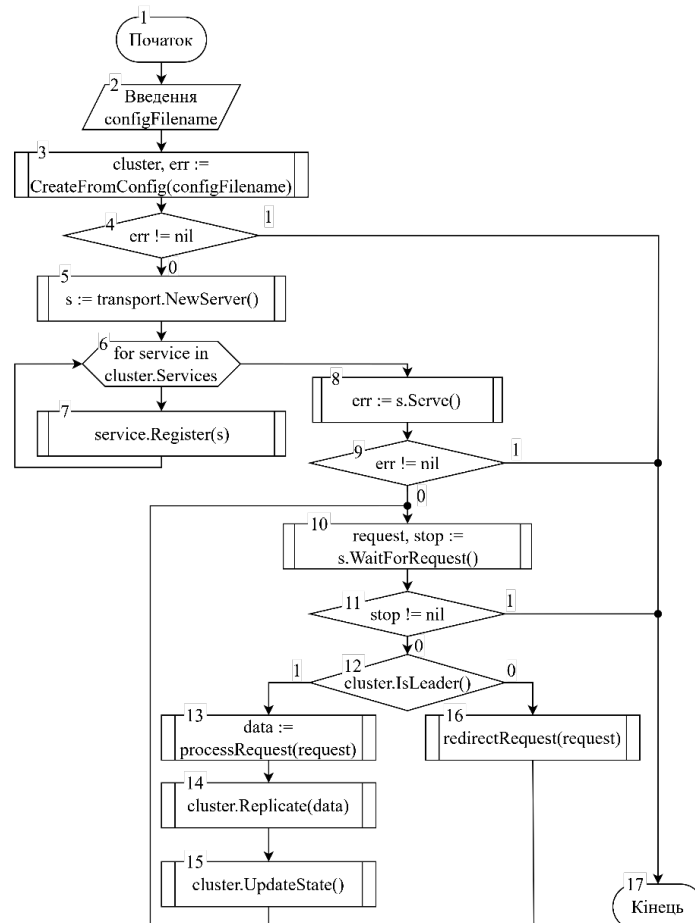 1
Початок
2
Введення
configFilename
3
cluster, err :=
CreateFromConfig(configFilename)
4
err != nil
1
0
5
s := transport.NewServer()
6
for service in
cluster.Services
7
service.Register(s)
8
err := s.Serve()
9
err != nil
1
0
10
request, stop :=
s.WaitForRequest()
11
stop != nil
1
0
12
cluster.IsLeader()
1
0
13
data :=
processRequest(request)
16
redirectRequest(request)
14
cluster.Replicate(data)
15
cluster.UpdateState()
17
Кінець